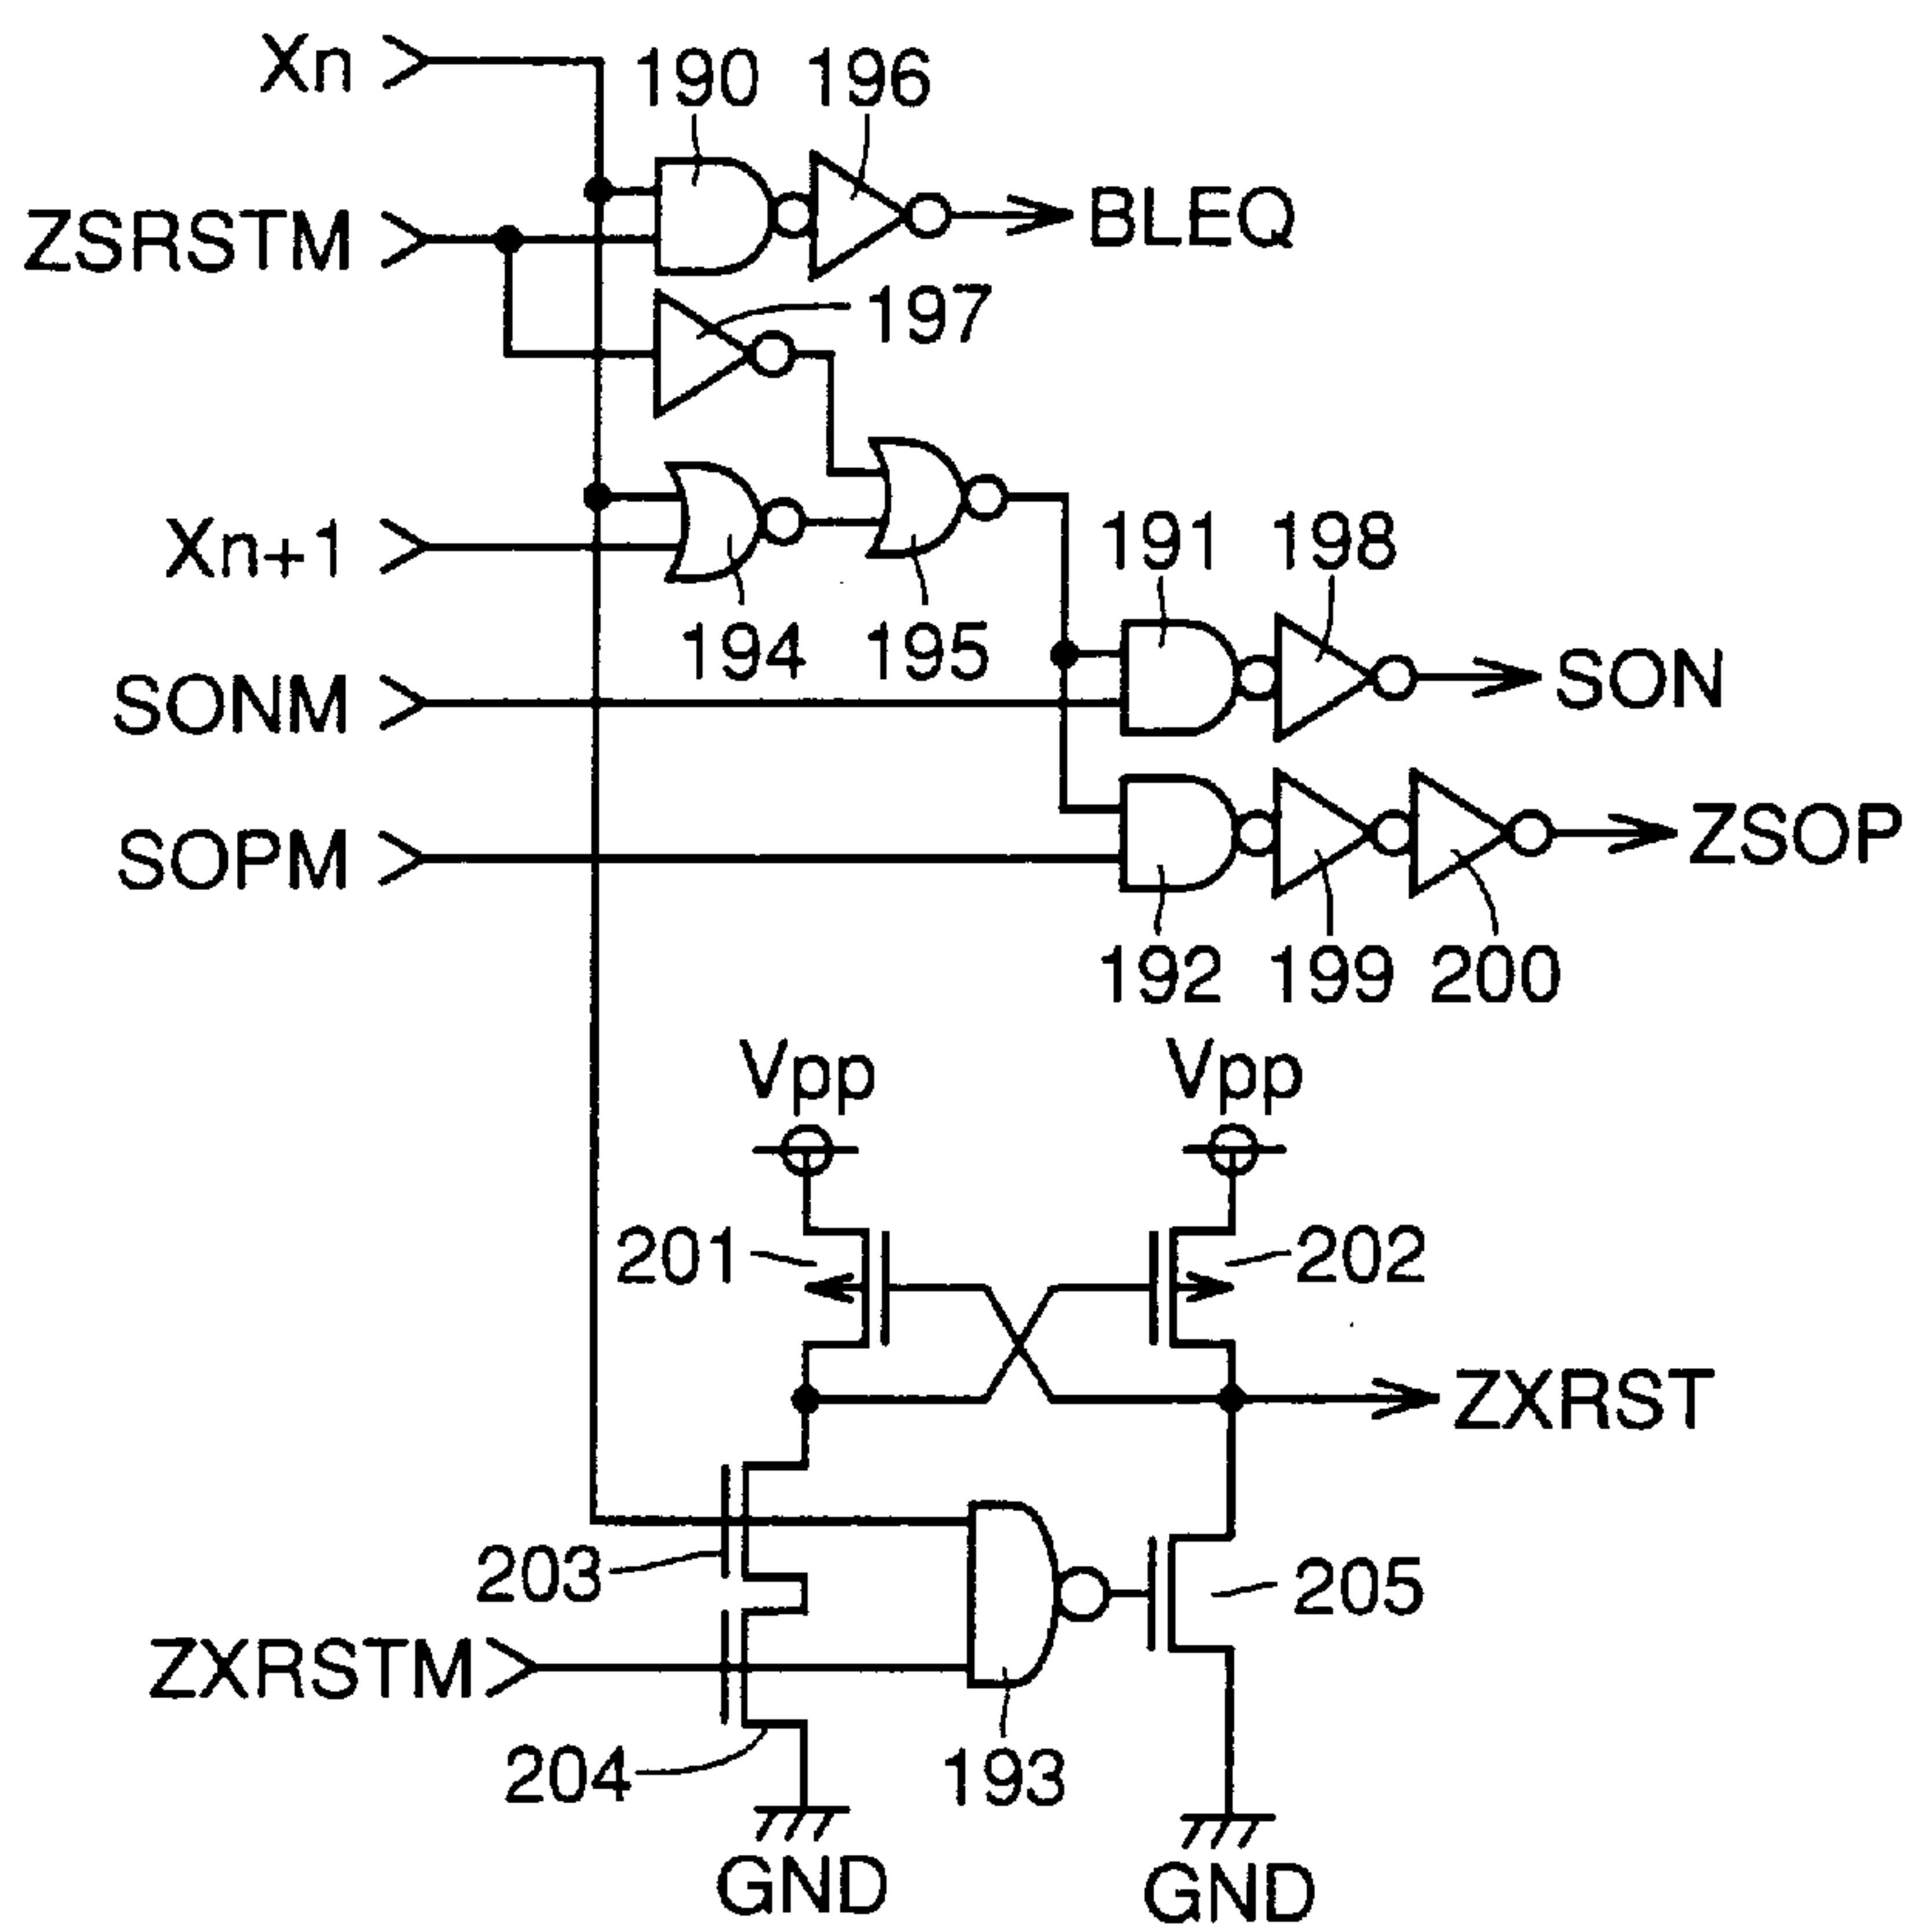 Xn
190 196
ZSRSTM
BLEQ
197
Xn+1
191 198
194 195
SONM
SON
SOPM
ZSOP
192 199 200
Vpp Vpp
201 202
ZXRST
203
205
ZXRSTM
204
193
GND
GND